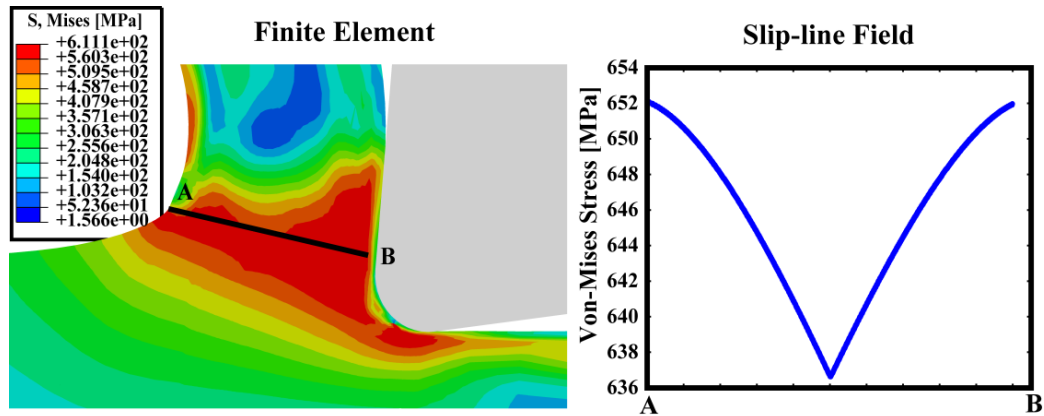 S, Mises [MPa]
+6.111e+02
+5.603e+02
+5.095e+02
+4.587e+02
+4.079e+02
+3.571e+02
+3.063e+02
+2.556e+02
+2.048e+02
+1.540e+02
+1.032e+02
+5.236e+01
+1.566e+00
Finite Element
A
B
Slip-line Field
Von-Mises Stress [MPa]
654
652
650
648
646
644
642
640
638
636
A
B